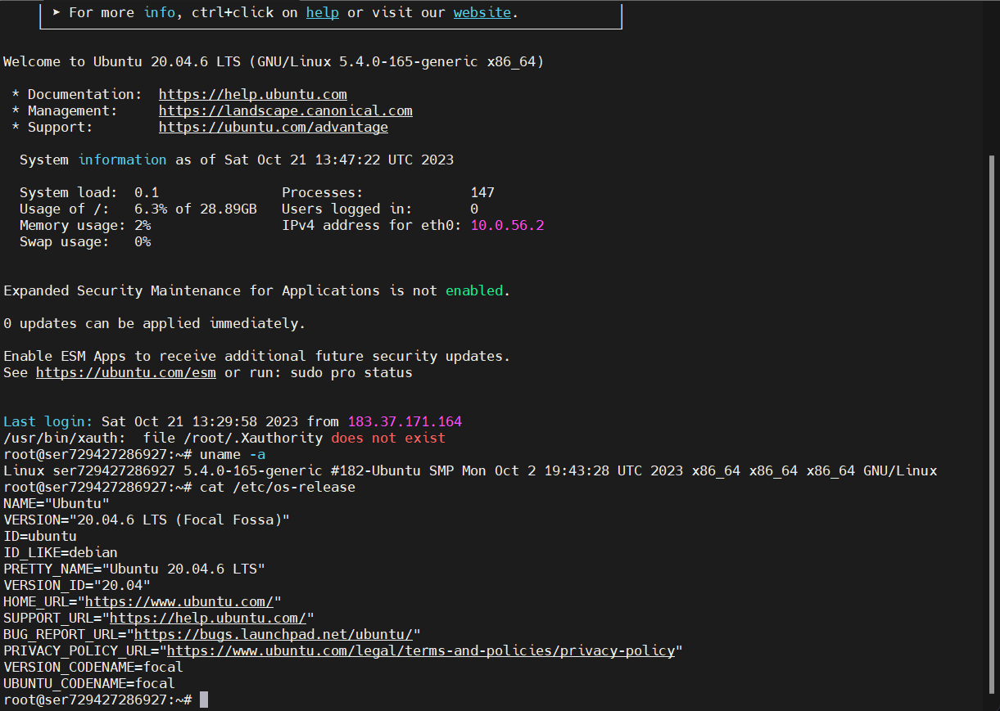 ➤ For more info, ctrl+click on help or visit our website.
Welcome to Ubuntu 20.04.6 LTS (GNU/Linux 5.4.0-165-generic x86_64)
* Documentation:  https://help.ubuntu.com
* Management:     https://landscape.canonical.com
* Support:        https://ubuntu.com/advantage
System information as of Sat Oct 21 13:47:22 UTC 2023
System load:  0.1               Processes:             147
Usage of /:   6.3% of 28.89GB   Users logged in:       0
Memory usage: 2%                IPv4 address for eth0: 10.0.56.2
Swap usage:   0%
Expanded Security Maintenance for Applications is not enabled.
0 updates can be applied immediately.
Enable ESM Apps to receive additional future security updates.
See https://ubuntu.com/esm or run: sudo pro status
Last login: Sat Oct 21 13:29:58 2023 from 183.37.171.164
/usr/bin/xauth:  file /root/.Xauthority does not exist
root@ser729427286927:~# uname -a
Linux ser729427286927 5.4.0-165-generic #182-Ubuntu SMP Mon Oct 2 19:43:28 UTC 2023 x86_64 x86_64 x86_64 GNU/Linux
root@ser729427286927:~# cat /etc/os-release
NAME="Ubuntu"
VERSION="20.04.6 LTS (Focal Fossa)"
ID=ubuntu
ID_LIKE=debian
PRETTY_NAME="Ubuntu 20.04.6 LTS"
VERSION_ID="20.04"
HOME_URL="https://www.ubuntu.com/"
SUPPORT_URL="https://help.ubuntu.com/"
BUG_REPORT_URL="https://bugs.launchpad.net/ubuntu/"
PRIVACY_POLICY_URL="https://www.ubuntu.com/legal/terms-and-policies/privacy-policy"
VERSION_CODENAME=focal
UBUNTU_CODENAME=focal
root@ser729427286927:~#